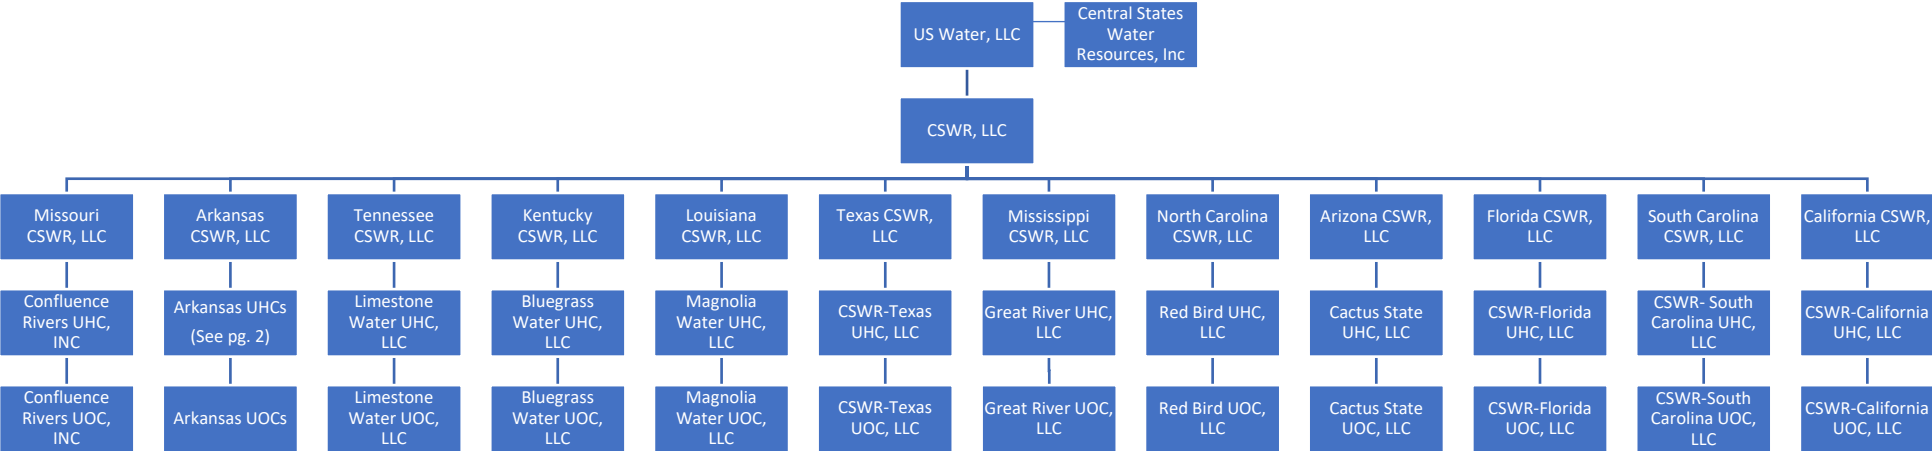 US Water, LLC
Central States
Water
Resources, Inc
CSWR, LLC
Missouri
CSWR, LLC
Arkansas
CSWR, LLC
Tennessee
CSWR, LLC
Kentucky
CSWR, LLC
Louisiana
CSWR, LLC
Texas CSWR,
LLC
Mississippi
CSWR, LLC
North Carolina
CSWR, LLC
Arizona CSWR,
LLC
Florida CSWR,
LLC
South Carolina
CSWR, LLC
California CSWR,
LLC
Confluence
Rivers UHC,
INC
Arkansas UHCs
(See pg. 2)
Limestone
Water UHC,
LLC
Bluegrass
Water UHC,
LLC
Magnolia
Water UHC,
LLC
CSWR-Texas
UHC, LLC
Great River UHC,
LLC
Red Bird UHC,
LLC
Cactus State
UHC, LLC
CSWR-Florida
UHC, LLC
CSWR- South
Carolina UHC,
LLC
CSWR-California
UHC, LLC
Confluence
Rivers UOC,
INC
Arkansas UOCs
Limestone
Water UOC,
LLC
Bluegrass
Water UOC,
LLC
Magnolia
Water UOC,
LLC
CSWR-Texas
UOC, LLC
Great River UOC,
LLC
Red Bird UOC,
LLC
Cactus State
UOC, LLC
CSWR-Florida
UOC, LLC
CSWR-South
Carolina UOC,
LLC
CSWR-California
UOC, LLC